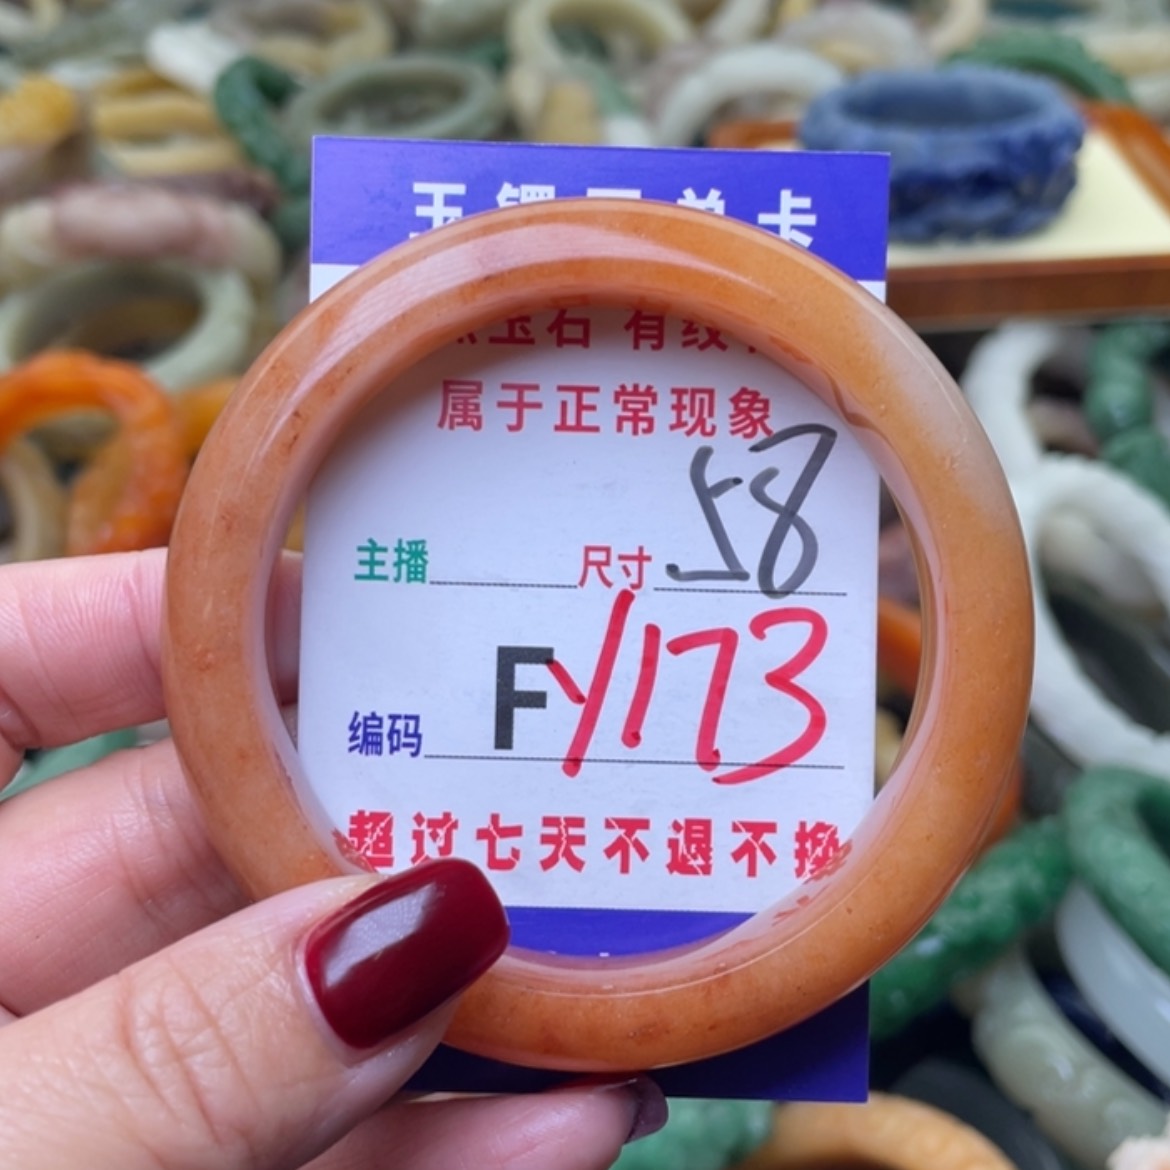 玉镯 单卡
玉石 有纹
属于正常现象
主播 尺寸 58
编码 FY173
超过七天不退不换